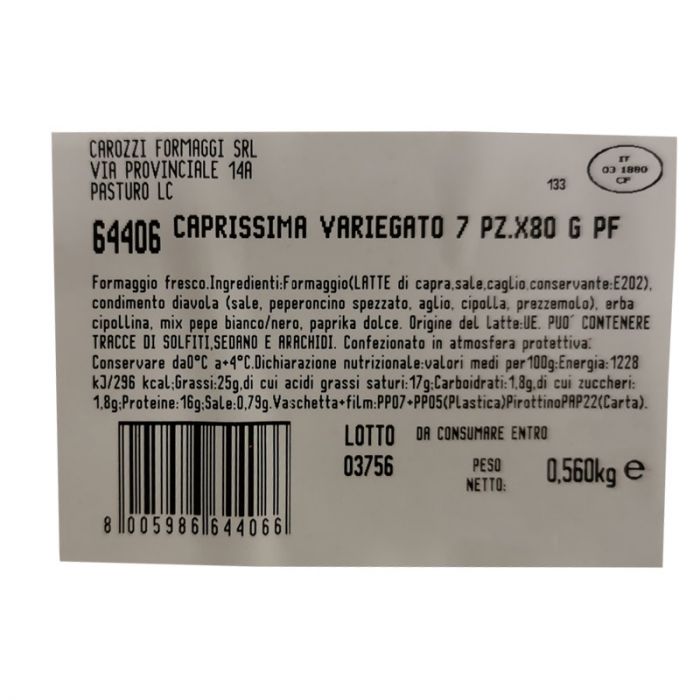 CAROZZI FORMAGGI SRL
VIA PROVINCIALE 14A
PASTURO LC
133
IT
03 1880
CP
64406 CAPRISSIMA VARIEGATO 7 PZ.X80 G PF
Formaggio fresco.Ingredienti:Formaggio(LATTE di capra,sale,caglio,conservante:E202),
condimento diavola (sale, peperoncino spezzato, aglio, cipolla, prezzemolo), erba
cipollina, mix pepe bianco/nero, paprika dolce. Origine del Latte:UE. PUO' CONTENERE
TRACCE DI SOLFITI,SEDANO E ARACHIDI. Confezionato in atmosfera protettiva.
Conservare da0°C a+4°C.Dichiarazione nutrizionale:valori medi per100g:Energia:1228
kJ/296 kcal;Grassi:25g,di cui acidi grassi saturi:17g;Carboidrati:1,8g,di cui zuccheri:
1,8g;Proteine:16g;Sale:0,79g.Vaschetta+film:PP07+PP05(Plastica)PirottinoPAP22(Carta).
LOTTO DA CONSUMARE ENTRO
03756
PESO
NETTO: 0,560kg e
8 005986 644066